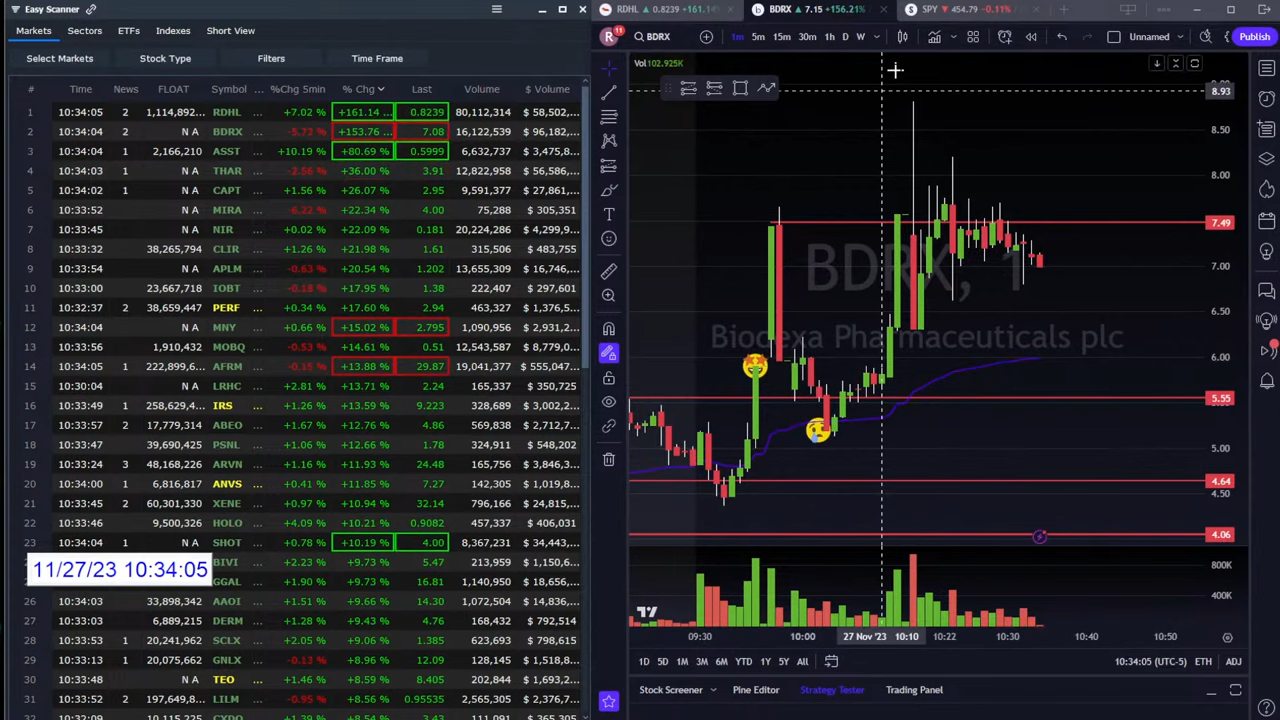 Easy Scanner
Markets Sectors ETFs Indexes Short View
Select Markets Stock Type Filters Time Frame
# Time News FLOAT Symbol ... %Chg 5min % Chg Last Volume $ Volume
1 10:34:05 2 1,114,892... RDHL ... +7.02 % +161.14 ... 0.8239 80,112,314 $ 58,502,...
2 10:34:04 2 N A BDRX ... -5.72 % +153.76 ... 7.08 16,122,539 $ 96,182,...
3 10:34:04 1 2,166,210 ASST ... +10.19 % +80.69 % 0.5999 6,632,737 $ 3,475,8...
4 10:34:03 1 N A THAR ... -2.56 % +36.00 % 3.91 12,822,958 $ 56,586,...
5 10:34:02 1 N A CAPT ... +1.56 % +26.07 % 2.95 9,591,377 $ 27,861,...
6 10:33:52 N A MIRA ... -6.22 % +22.34 % 4.00 75,288 $ 305,351
7 10:33:52 N A NIR ... +0.02 % +22.09 % 0.181 20,224,288 $ 4,299,9...
8 10:33:32 38,265,794 CLIR ... +1.26 % +21.98 % 1.61 315,506 $ 483,755
9 10:34:04 N A APLM ... -0.63 % +20.54 % 1.202 13,655,309 $ 16,746,...
10 10:33:00 23,667,718 IOBT ... -0.18 % +17.95 % 1.38 222,407 $ 297,601
11 10:32:37 2 38,659,447 PERF ... +0.34 % +17.60 % 2.94 463,327 $ 1,376,5...
12 10:34:04 N A MNY ... +0.66 % +15.02 % 2.795 1,090,956 $ 2,931,2...
13 10:33:56 1,910,432 MOBQ ... -0.53 % +14.61 % 0.51 12,543,587 $ 8,779,0...
14 10:34:03 1 222,899,6... AFRM ... -0.15 % +13.88 % 29.87 19,041,377 $ 555,047...
15 10:30:04 N A LRHC ... +2.81 % +13.71 % 2.24 165,337 $ 350,725
16 10:33:49 258,629,4... IRS ... +1.26 % +13.59 % 9.223 328,688 $ 3,002,2...
17 10:33:57 17,777,214 ABEO ... +1.67 % +12.76 % 4.86 569,838 $ 2,712,7...
18 10:33:47 39,690,425 PSNL ... +0.44 % +12.66 % 1.78 324,911 $ 548,202
19 10:33:24 3 48,168,226 ARVN ... +1.16 % +11.93 % 24.48 165,756 $ 3,846,3...
20 10:34:00 1 6,816,817 ANVS ... +0.41 % +11.85 % 7.27 142,315 $ 1,019,8...
21 10:33:45 2 60,301,330 XENE ... +0.97 % +10.94 % 32.14 796,166 $ 24,85...
22 10:33:46 9,500,326 HOLO ... +4.09 % +10.21 % 0.9082 457,337 $ 406,031
23 10:34:04 1 N A SHOT ... +0.78 % +10.19 % 4.00 8,367,231 $ 34,443,...
11/27/23 10:34:05
BIVI ... +2.23 % +9.73 % 5.47 213,959 $ 1,150,6...
GGAL ... +1.90 % +9.73 % 16.81 1,140,950 $ 18,656,...
26 10:34:03 33,898,342 AAOI ... +1.51 % +9.66 % 14.30 1,072,504 $ 14,836,...
27 10:33:03 6,889,215 DERM ... +1.28 % +9.43 % 4.76 168,432 $ 792,514
28 10:33:53 1 20,241,962 SCLX ... +2.05 % +9.06 % 1.385 623,693 $ 798,615
29 10:33:13 1 20,075,662 GNLX ... -0.13 % +8.96 % 12.09 128,145 $ 1,518,8...
30 10:33:48 N A TEO ... +1.46 % +8.59 % 8.405 202,844 $ 1,693,2...
31 10:33:52 2 197,649,8... LILM ... -0.95 % +8.54 % 0.95535 2,565,305 $ 2,365,...
RDHL 0.8239 +161.14%
BDRX 7.15 +156.21%
SPY 454.79 -0.11%
R 11 BDRX 1m 5m 15m 30m 1h D W Unnamed Publish
Vol 102.925K
8.93
8.50
8.00
7.49
7.00
6.50
6.00
5.55
5.00
4.64
4.50
4.06
BDRX, 1
Biodexa Pharmaceuticals plc
800K
400K
09:30 10:00 27 Nov '23 10:10 10:22 10:30 10:40 10:50
1D 5D 1M 3M 6M YTD 1Y 5Y All 10:34:05 (UTC-5) ETH ADJ
Stock Screener Pine Editor Strategy Tester Trading Panel